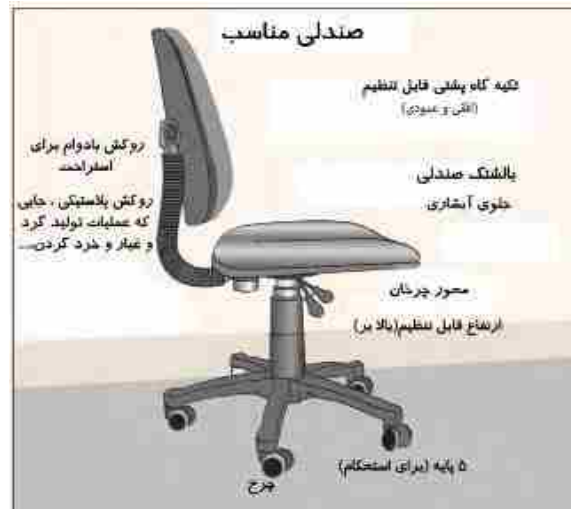 صندلی مناسب
تکیه گاه پشتی قابل تنظیم
(افقی و عمودی)
روکش بادوام برای
استراحت
بالشتک صندلی
جلوی آبشاری
روکش پلاستیکی ، جایی
که عملیات تولید گرد
و غبار و خرد کردن...
محور چرخان
ارتفاع قابل تنظیم(بالا بر)
۵ پایه (برای استحکام)
چرخ